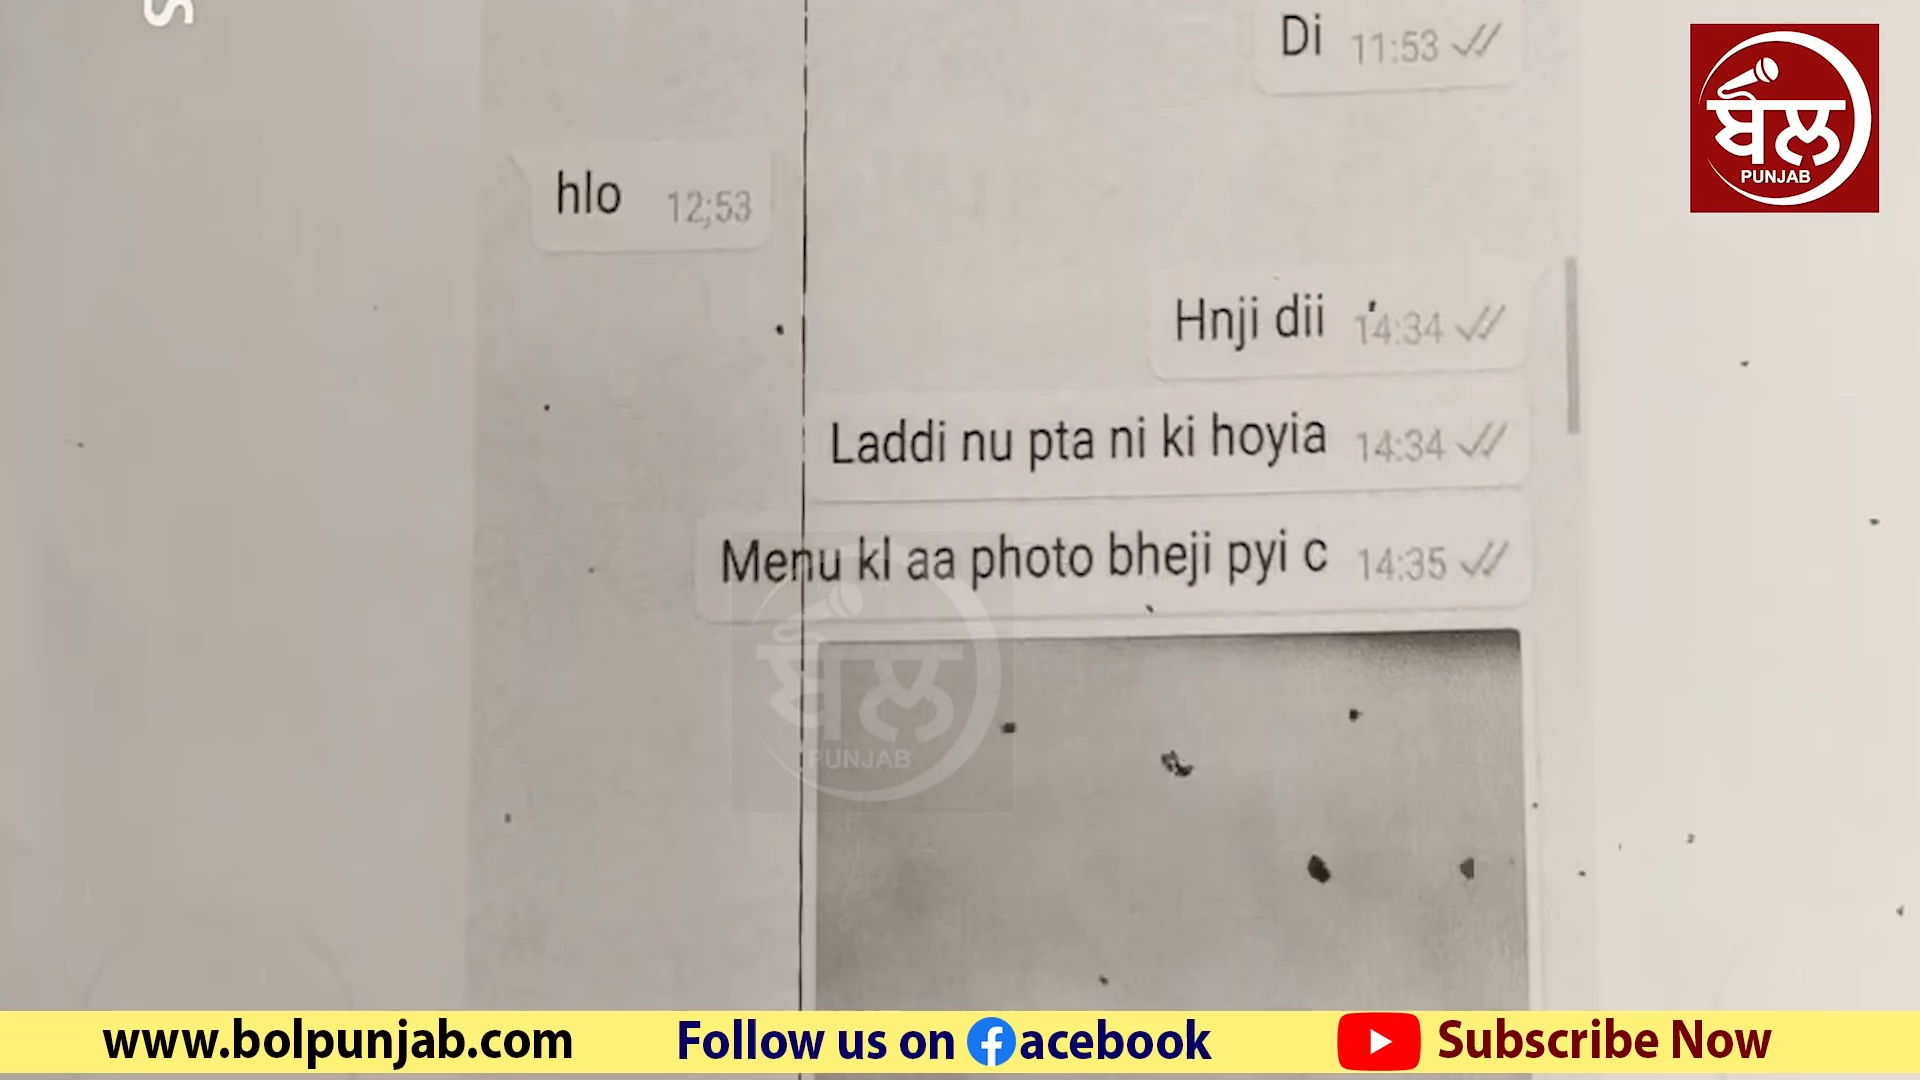 S
Di 11:53
ਬੋਲ
PUNJAB
hlo 12;53
Hnji dii 14:34
Laddi nu pta ni ki hoyia 14:34
Menu kl aa photo bheji pyi c 14:35
ਬੋਲ
PUNJAB
www.bolpunjab.com Follow us on facebook Subscribe Now